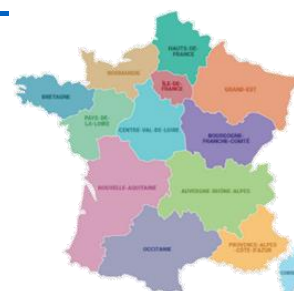 HAUTS-DE-
FRANCE
NORMANDIE
ÎLE-DE-
FRANCE
GRAND-EST
BRETAGNE
PAYS DE-
LA-LOIRE
CENTRE-VAL DE LOIRE
BOURGOGNE-
FRANCHE-COMTÉ
NOUVELLE-AQUITAINE
AUVERGNE RHÔNE ALPES
OCCITANIE
PROVENCE-ALPES
-CÔTE D'AZUR